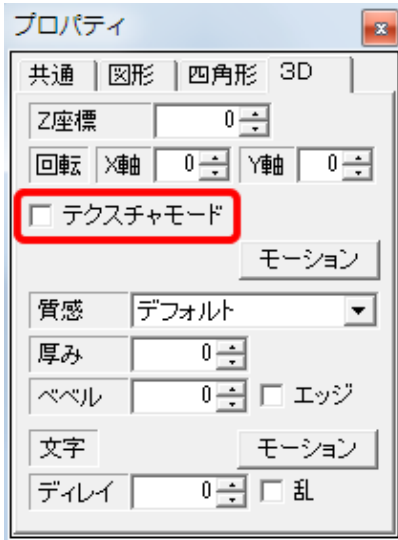 プロパティ
共通 図形 四角形 3D
Z座標 0
回転 X軸 0 Y軸 0
テクスチャモード
モーション
質感 デフォルト
厚み 0
ベベル 0 エッジ
文字 モーション
ディレイ 0 乱